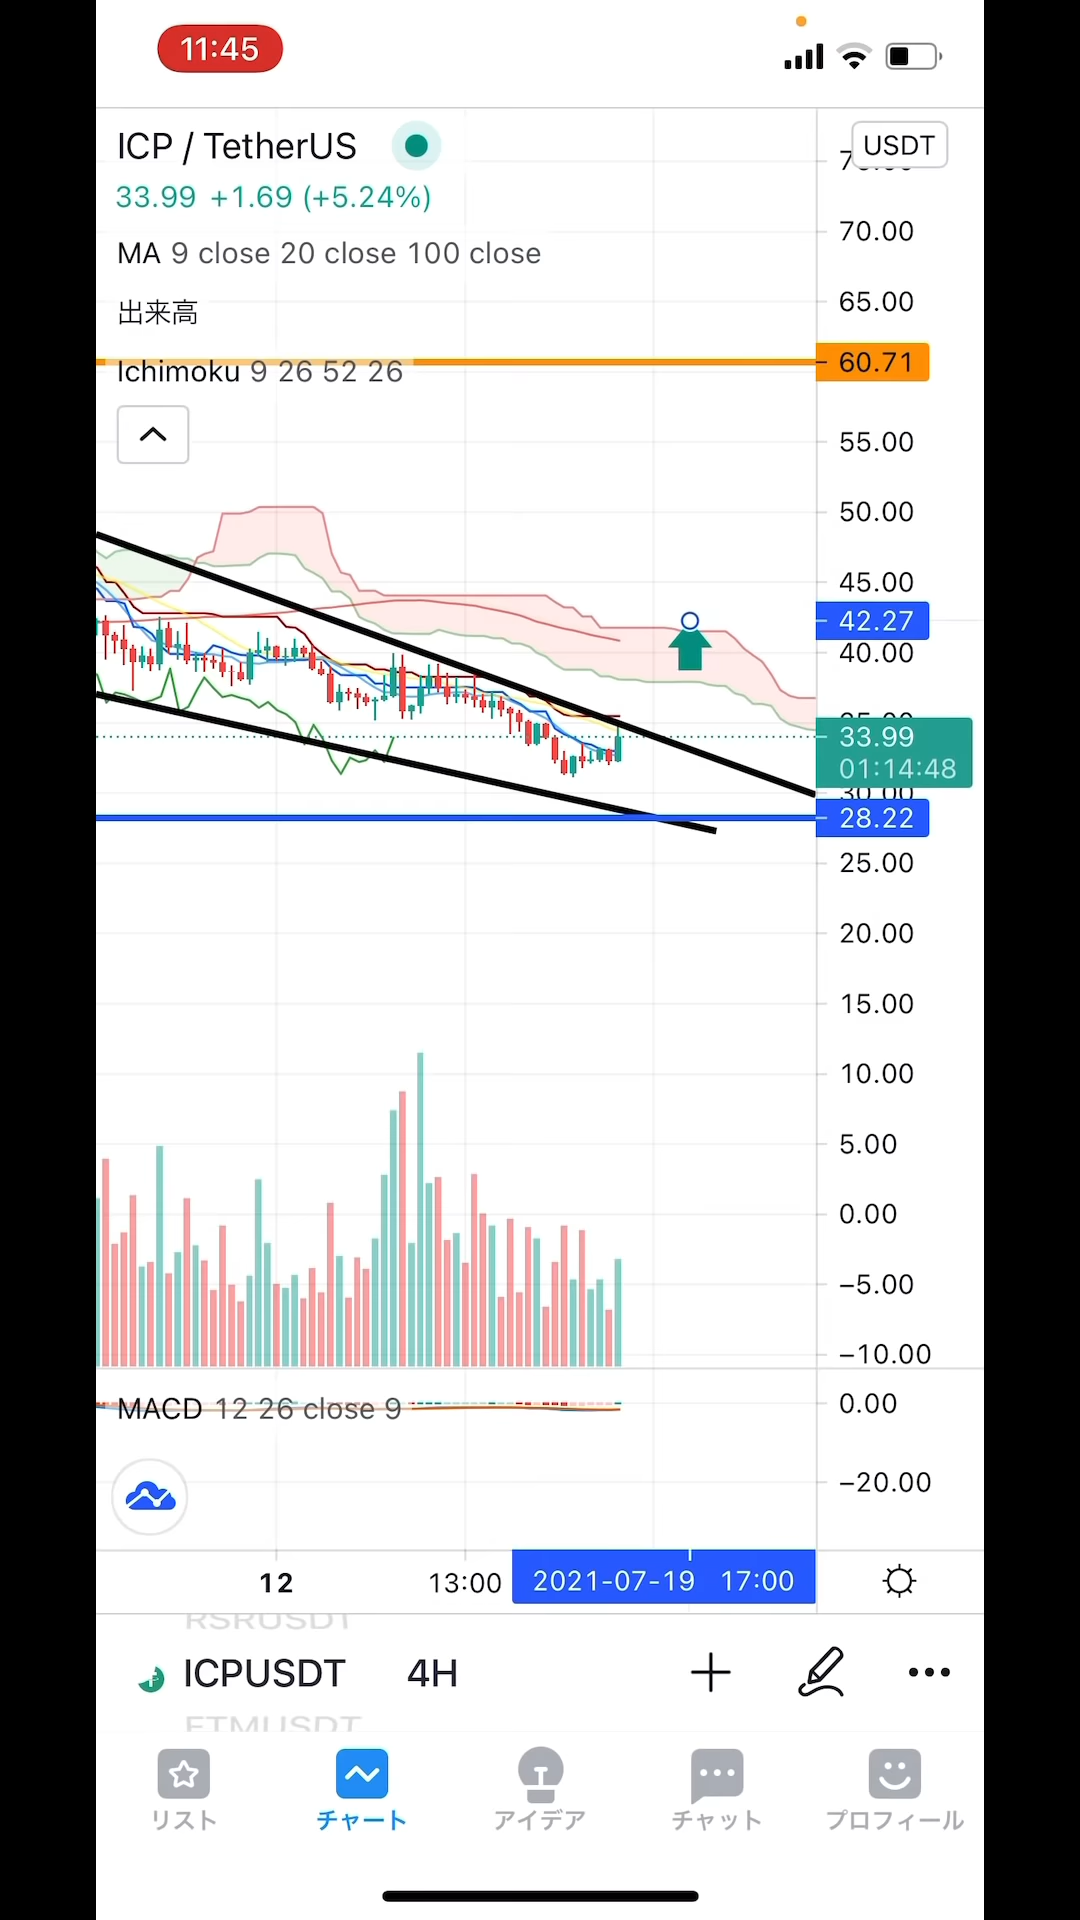 11:45
ICP / TetherUS
USDT
33.99 +1.69 (+5.24%)
MA 9 close 20 close 100 close
出来高
Ichimoku 9 26 52 26
70.00
65.00
60.71
55.00
50.00
45.00
42.27
40.00
33.99
01:14:48
30.00
28.22
25.00
20.00
15.00
10.00
5.00
0.00
−5.00
−10.00
MACD 12 26 close 9
0.00
−20.00
12
13:00
2021-07-19 17:00
RSRUSDT
ICPUSDT 4H
FTMUSDT
リスト
チャート
アイデア
チャット
プロフィール